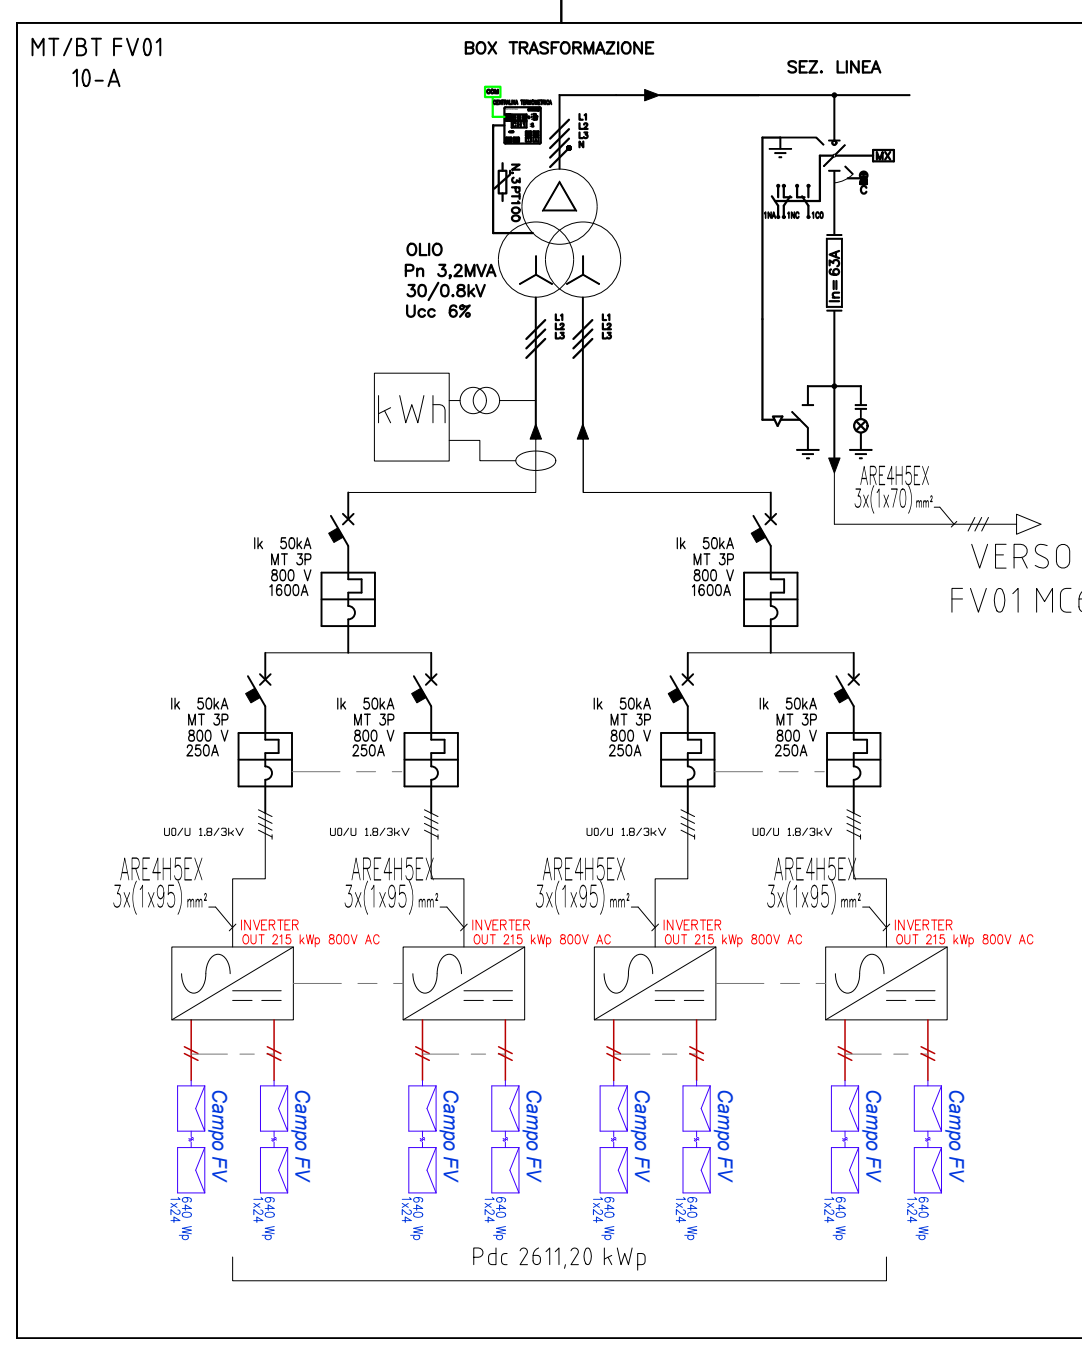 MT/BT FV01
10-A
BOX TRASFORMAZIONE
SEZ. LINEA
COM
CENTRALINA TERMOMETRICA
L1
L2
L3
N
N.3PT100
MX
1NA
1NC
1CO
In= 63A
OLIO
Pn 3,2MVA
30/0.8kV
Ucc 6%
L1
L2
L3
L1
L2
L3
kWh
ARE4H5EX
3x(1x70) mm²
VERSO
FV01 MC6
Ik 50kA
MT 3P
800 V
1600A
Ik 50kA
MT 3P
800 V
1600A
Ik 50kA
MT 3P
800 V
250A
Ik 50kA
MT 3P
800 V
250A
Ik 50kA
MT 3P
800 V
250A
Ik 50kA
MT 3P
800 V
250A
U0/U 1.8/3kV
U0/U 1.8/3kV
U0/U 1.8/3kV
U0/U 1.8/3kV
ARE4H5EX
3x(1x95) mm²
ARE4H5EX
3x(1x95) mm²
ARE4H5EX
3x(1x95) mm²
ARE4H5EX
3x(1x95) mm²
INVERTER
OUT 215 kWp 800V AC
INVERTER
OUT 215 kWp 800V AC
INVERTER
OUT 215 kWp 800V AC
INVERTER
OUT 215 kWp 800V AC
Campo FV
Campo FV
Campo FV
Campo FV
Campo FV
Campo FV
Campo FV
Campo FV
640 Wp
1x24
640 Wp
1x24
640 Wp
1x24
640 Wp
1x24
640 Wp
1x24
640 Wp
1x24
640 Wp
1x24
640 Wp
1x24
Pdc 2611,20 kWp